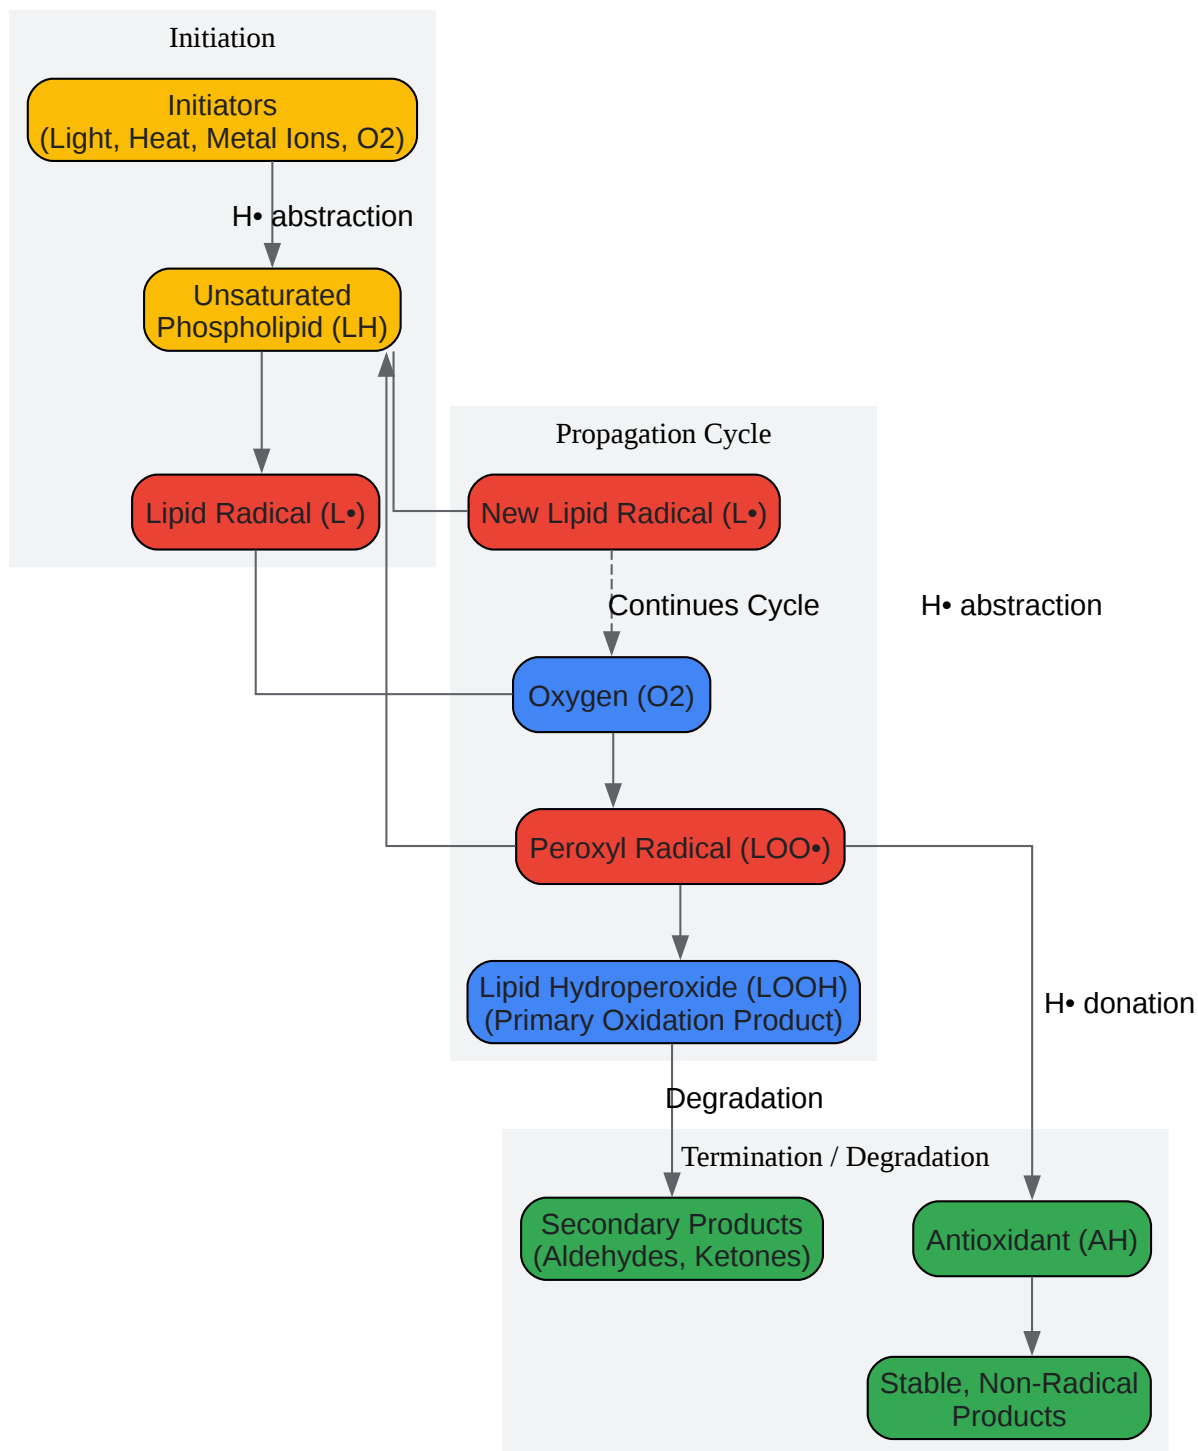 Initiation
Initiators
(Light, Heat, Metal Ions, O2)
H• abstraction
Unsaturated
Phospholipid (LH)
Lipid Radical (L•)
Propagation Cycle
New Lipid Radical (L•)
Continues Cycle
H• abstraction
Oxygen (O2)
Peroxyl Radical (LOO•)
Lipid Hydroperoxide (LOOH)
(Primary Oxidation Product)
H• donation
Degradation
Termination / Degradation
Secondary Products
(Aldehydes, Ketones)
Antioxidant (AH)
Stable, Non-Radical
Products